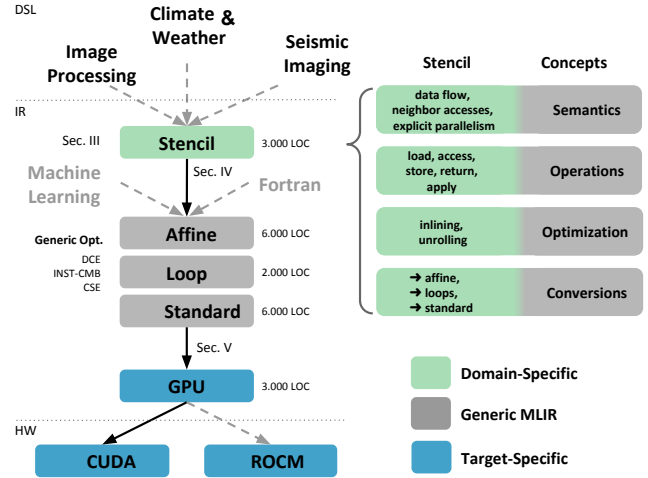 DSL
Climate &
Weather
Image
Processing
Seismic
Imaging
IR
Sec. III
Stencil
3.000 LOC
Sec. IV
Machine
Learning
Fortran
Generic Opt.
DCE
INST-CMB
CSE
Affine
6.000 LOC
Loop
2.000 LOC
Standard
6.000 LOC
Sec. V
GPU
3.000 LOC
HW
CUDA
ROCM
Stencil
Concepts
data flow,
neighbor accesses,
explicit parallelism
Semantics
load, access,
store, return,
apply
Operations
inlining,
unrolling
Optimization
➔ affine,
➔ loops,
➔ standard
Conversions
Domain-Specific
Generic MLIR
Target-Specific